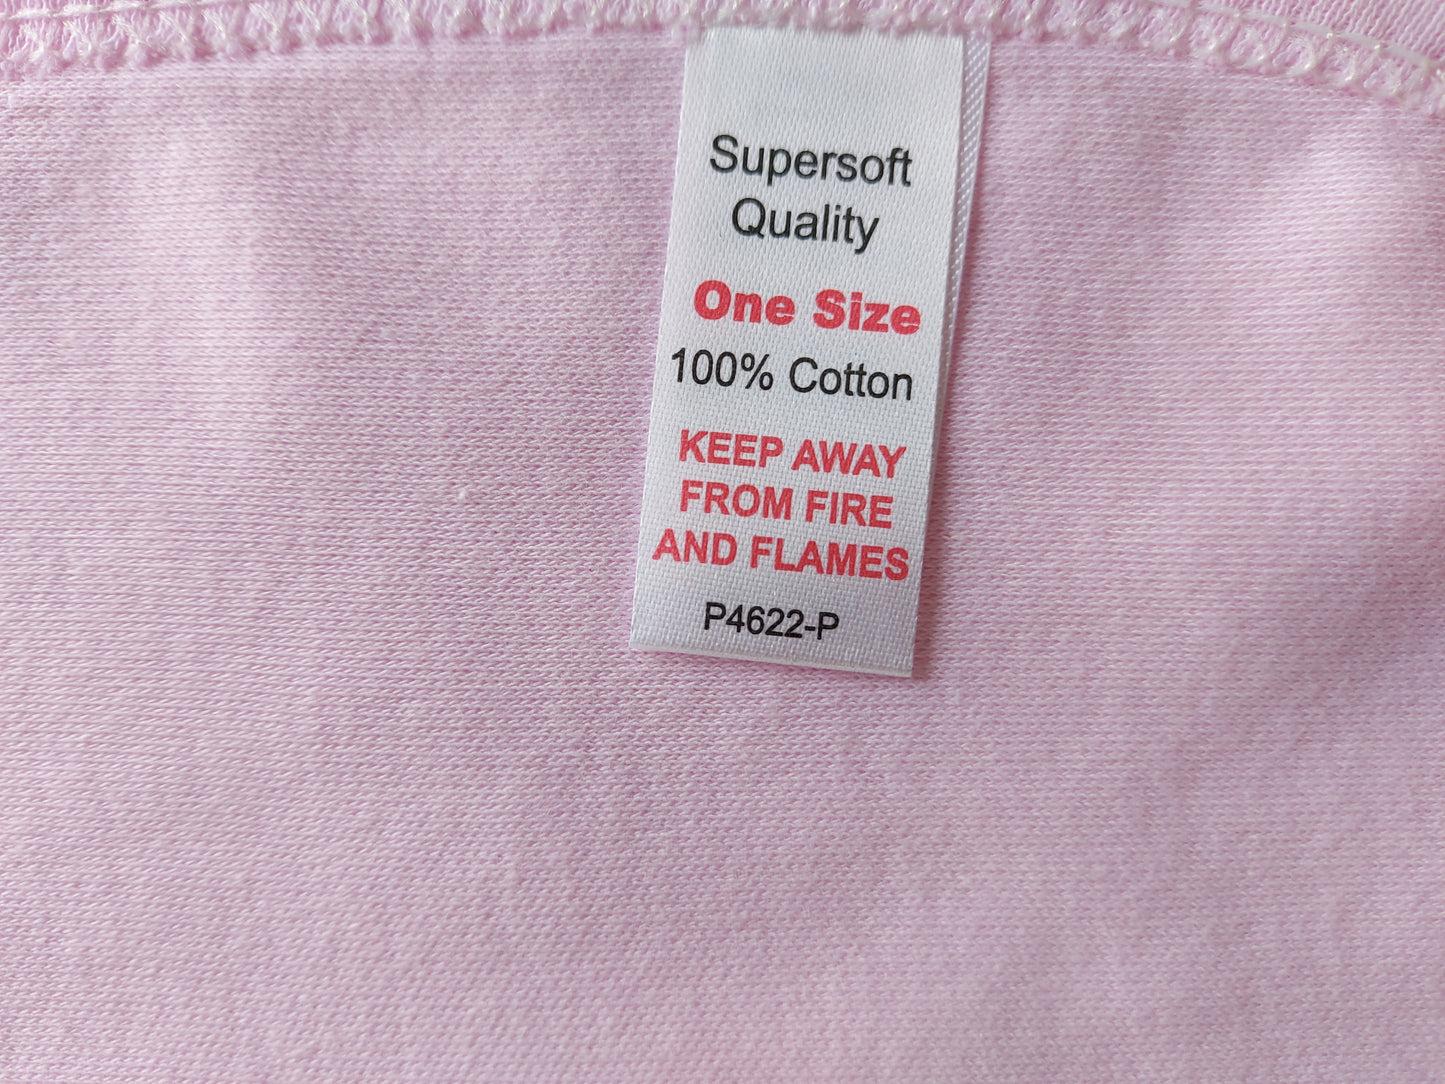 Supersoft
Quality
One Size
100% Cotton
KEEP AWAY
FROM FIRE
AND FLAMES
P4622-P